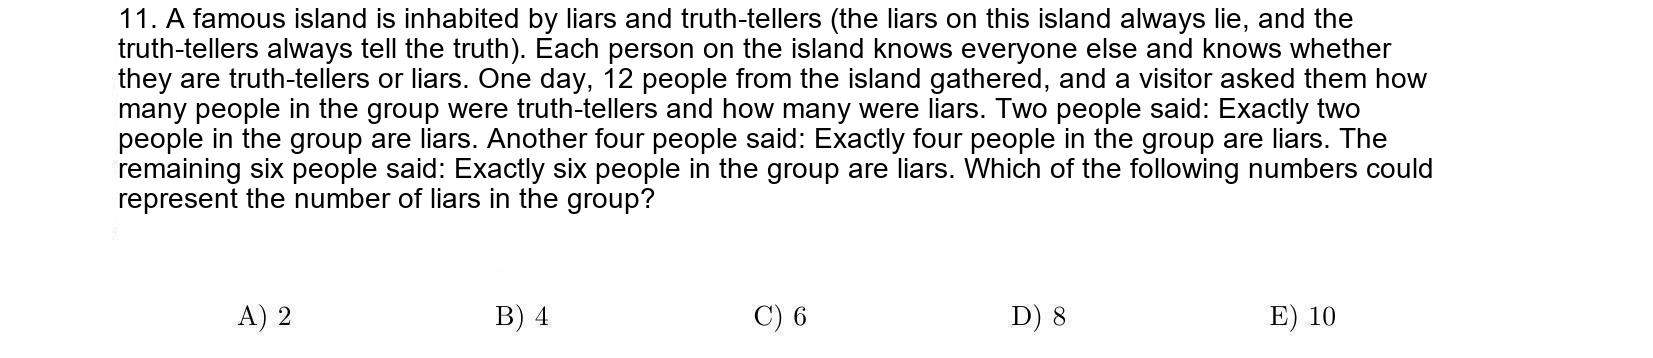 11. A famous island is inhabited by liars and truth-tellers (the liars on this island always lie, and the
truth-tellers always tell the truth). Each person on the island knows everyone else and knows whether
they are truth-tellers or liars. One day, 12 people from the island gathered, and a visitor asked them how
many people in the group were truth-tellers and how many were liars. Two people said: Exactly two
people in the group are liars. Another four people said: Exactly four people in the group are liars. The
remaining six people said: Exactly six people in the group are liars. Which of the following numbers could
represent the number of liars in the group?
A) 2 B) 4 C) 6 D) 8 E) 10